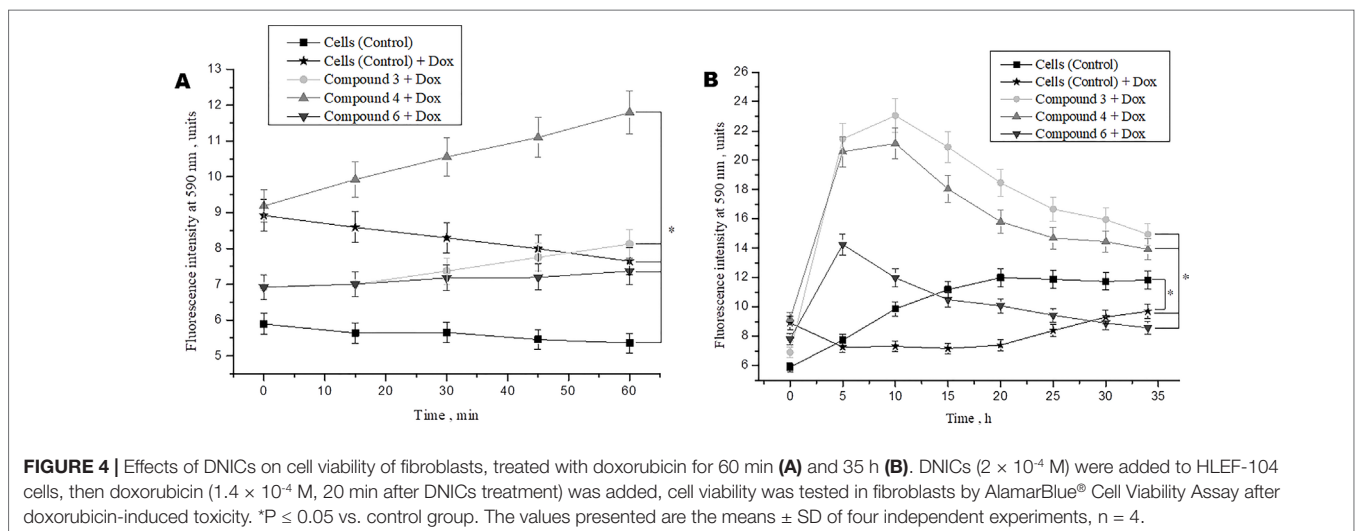 A
Cells (Control)
Cells (Control) + Dox
Compound 3 + Dox
Compound 4 + Dox
Compound 6 + Dox
Fluorescence intensity at 590 nm , units
13
12
11
10
9
8
7
6
5
*
0 10 20 30 40 50 60
Time , min
B
Cells (Control)
Cells (Control) + Dox
Compound 3 + Dox
Compound 4 + Dox
Compound 6 + Dox
Fluorescence intensity at 590 nm , units
26
24
22
20
18
16
14
12
10
8
6
*
*
0 5 10 15 20 25 30 35
Time , h
FIGURE 4 | Effects of DNICs on cell viability of fibroblasts, treated with doxorubicin for 60 min (A) and 35 h (B). DNICs (2 × 10⁻⁴ M) were added to HLEF-104
cells, then doxorubicin (1.4 × 10⁻⁴ M, 20 min after DNICs treatment) was added, cell viability was tested in fibroblasts by AlamarBlue® Cell Viability Assay after
doxorubicin-induced toxicity. *P ≤ 0.05 vs. control group. The values presented are the means ± SD of four independent experiments, n = 4.